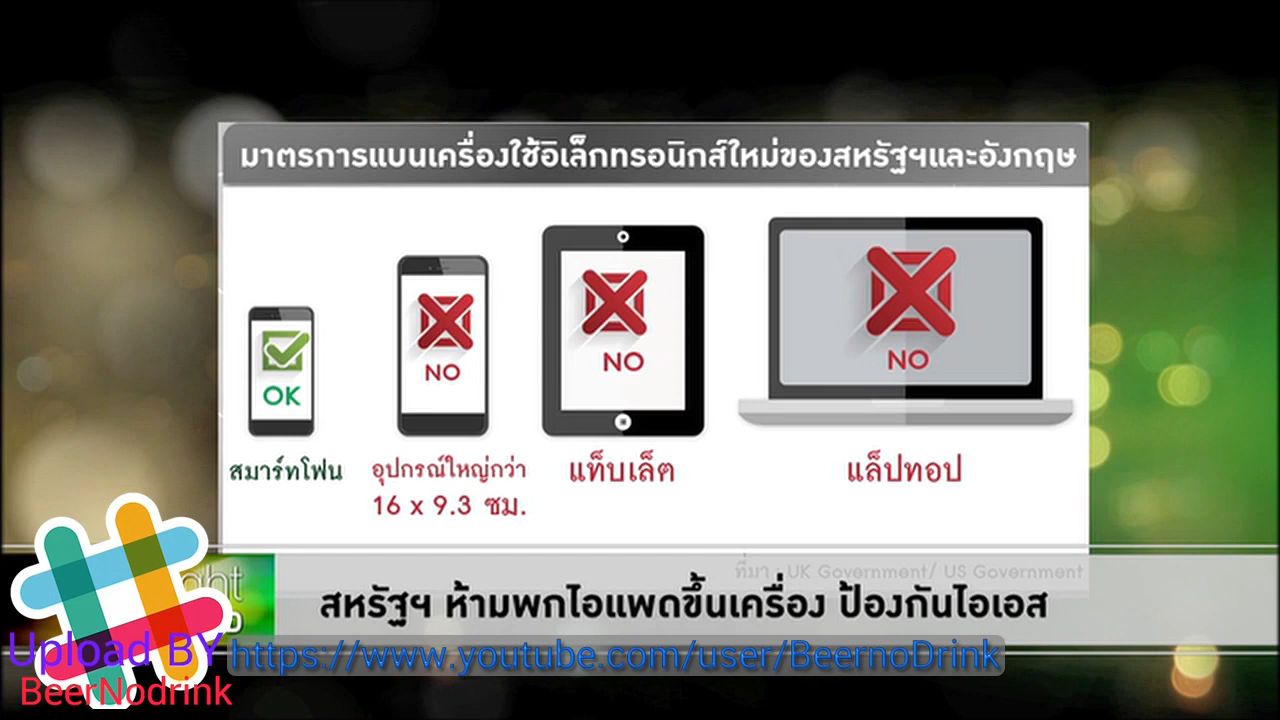 มาตรการแบนเครื่องใช้อิเล็กทรอนิกส์ใหม่ของสหรัฐฯและอังกฤษ
OK
NO
NO
NO
สมาร์ทโฟน
อุปกรณ์ใหญ่กว่า
16 x 9.3 ซม.
แท็บเล็ต
แล็ปทอป
ที่มา : UK Government/ US Government
สหรัฐฯ ห้ามพกไอแพดขึ้นเครื่อง ป้องกันไอเอส
Upload BY https://www.youtube.com/user/BeernoDrink
BeerNodrink